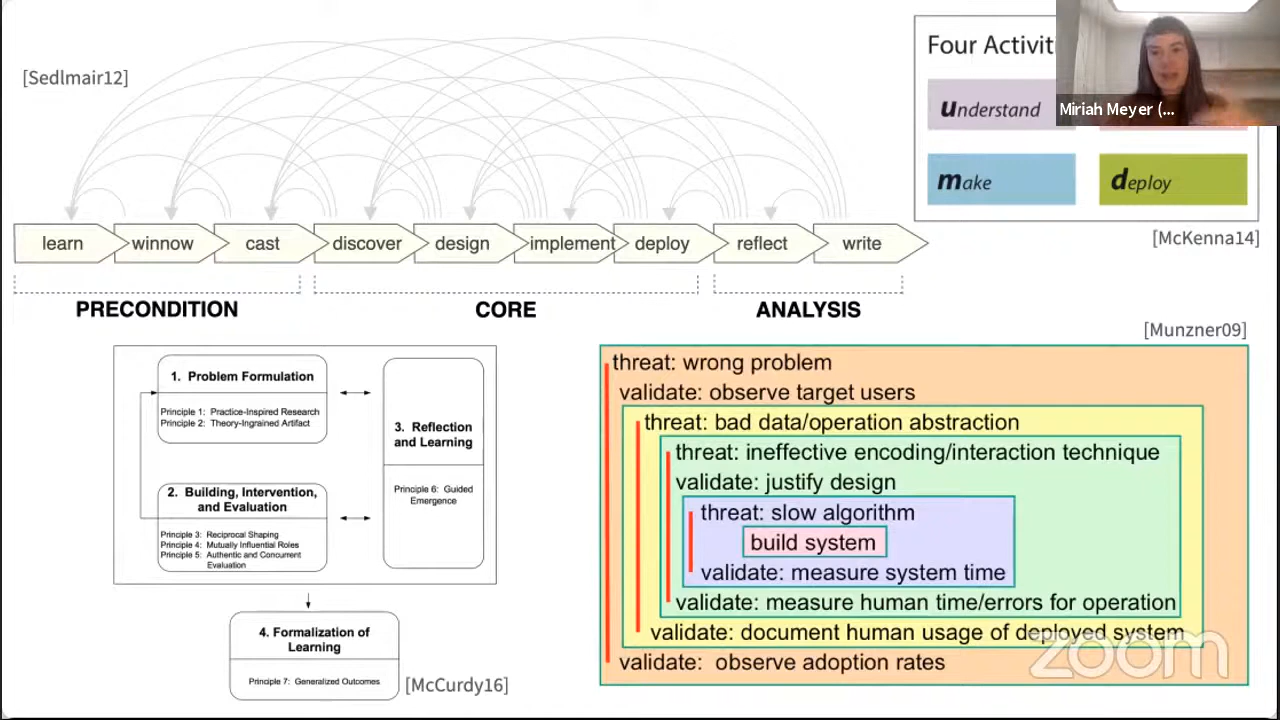 [Sedlmair12]
Four Activiti
understand
Miriah Meyer (...
make
deploy
[McKenna14]
learn
winnow
cast
discover
design
implement
deploy
reflect
write
PRECONDITION
CORE
ANALYSIS
1. Problem Formulation
Principle 1: Practice-Inspired Research
Principle 2: Theory-Ingrained Artifact
2. Building, Intervention,
and Evaluation
Principle 3: Reciprocal Shaping
Principle 4: Mutually Influential Roles
Principle 5: Authentic and Concurrent
Evaluation
3. Reflection
and Learning
Principle 6: Guided
Emergence
4. Formalization of
Learning
Principle 7: Generalized Outcomes
[McCurdy16]
[Munzner09]
threat: wrong problem
validate: observe target users
threat: bad data/operation abstraction
threat: ineffective encoding/interaction technique
validate: justify design
threat: slow algorithm
build system
validate: measure system time
validate: measure human time/errors for operation
validate: document human usage of deployed system
validate: observe adoption rates
zoom